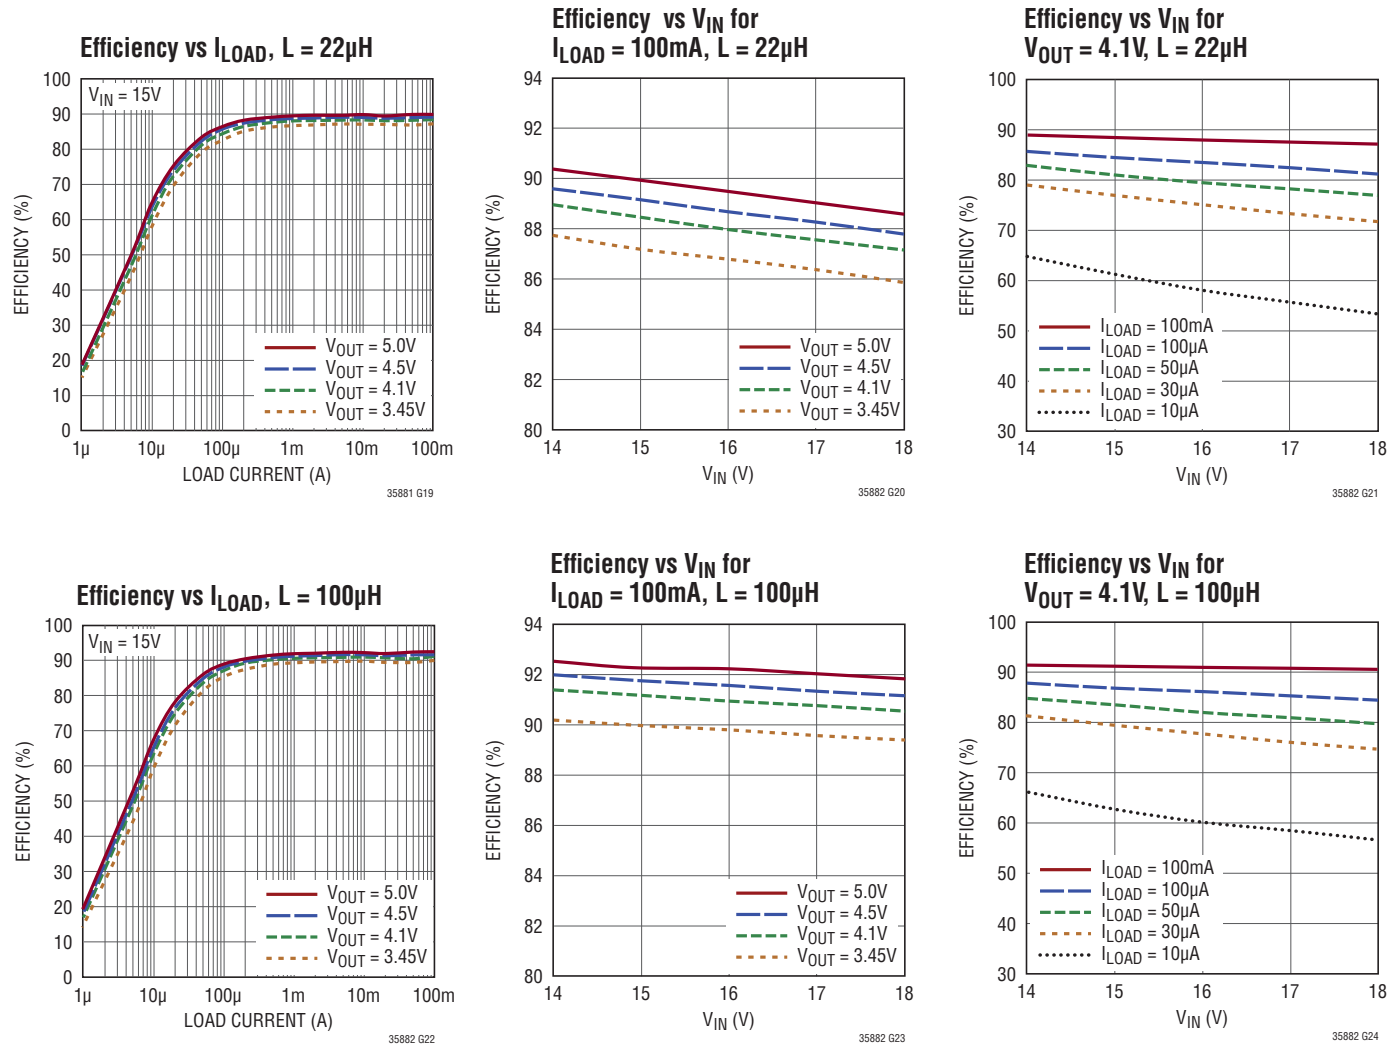 Efficiency vs ILOAD, L = 22µH
100
90
80
70
60
50
40
30
20
10
0
EFFICIENCY (%)
VIN = 15V
VOUT = 5.0V
VOUT = 4.5V
VOUT = 4.1V
VOUT = 3.45V
1µ 10µ 100µ 1m 10m 100m
LOAD CURRENT (A)
35881 G19
Efficiency vs VIN for
ILOAD = 100mA, L = 22µH
94
92
90
88
86
84
82
80
EFFICIENCY (%)
VOUT = 5.0V
VOUT = 4.5V
VOUT = 4.1V
VOUT = 3.45V
14 15 16 17 18
VIN (V)
35882 G20
Efficiency vs VIN for
VOUT = 4.1V, L = 22µH
100
90
80
70
60
50
40
30
EFFICIENCY (%)
ILOAD = 100mA
ILOAD = 100µA
ILOAD = 50µA
ILOAD = 30µA
ILOAD = 10µA
14 15 16 17 18
VIN (V)
35882 G21
Efficiency vs ILOAD, L = 100µH
100
90
80
70
60
50
40
30
20
10
0
EFFICIENCY (%)
VIN = 15V
VOUT = 5.0V
VOUT = 4.5V
VOUT = 4.1V
VOUT = 3.45V
1µ 10µ 100µ 1m 10m 100m
LOAD CURRENT (A)
35882 G22
Efficiency vs VIN for
ILOAD = 100mA, L = 100µH
94
92
90
88
86
84
82
80
EFFICIENCY (%)
VOUT = 5.0V
VOUT = 4.5V
VOUT = 4.1V
VOUT = 3.45V
14 15 16 17 18
VIN (V)
35882 G23
Efficiency vs VIN for
VOUT = 4.1V, L = 100µH
100
90
80
70
60
50
40
30
EFFICIENCY (%)
ILOAD = 100mA
ILOAD = 100µA
ILOAD = 50µA
ILOAD = 30µA
ILOAD = 10µA
14 15 16 17 18
VIN (V)
35882 G24